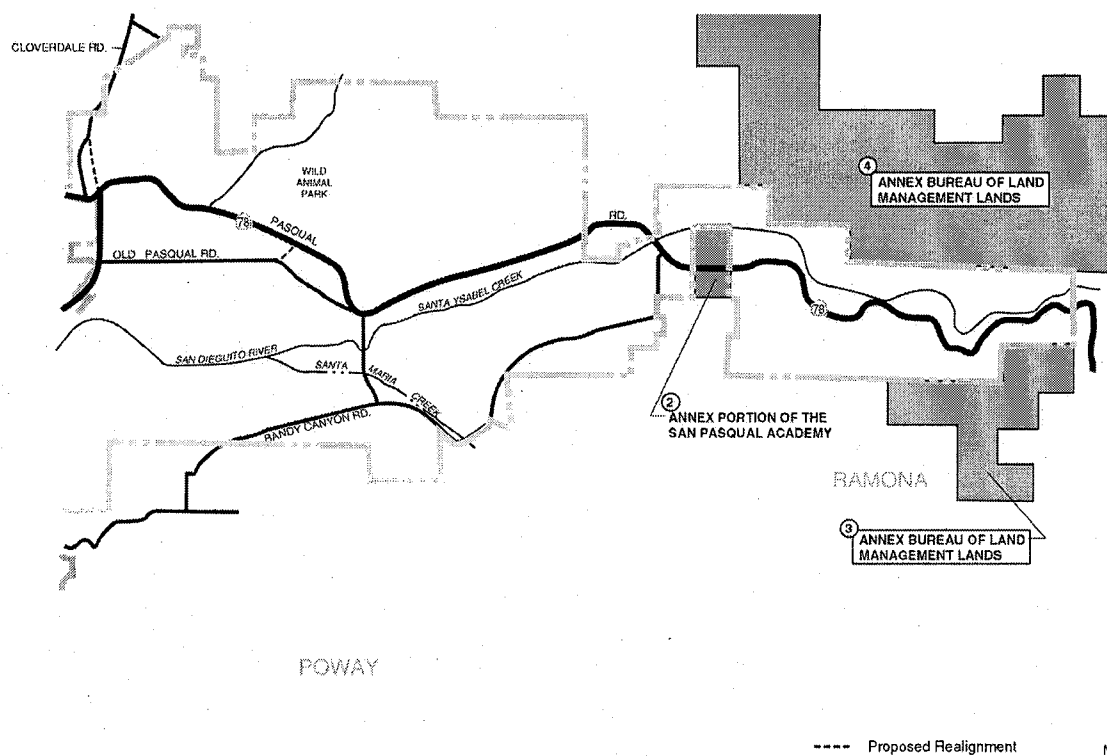 CLOVERDALE RD.
WILD
ANIMAL
PARK
4
ANNEX BUREAU OF LAND
MANAGEMENT LANDS
78
PASQUAL
RD.
OLD PASQUAL RD.
SANTA YSABEL CREEK
78
SAN DIEGUITO RIVER
SANTA
MARIA
CREEK
2
ANNEX PORTION OF THE
SAN PASQUAL ACADEMY
BANDY CANYON RD.
RAMONA
3
ANNEX BUREAU OF LAND
MANAGEMENT LANDS
POWAY
Proposed Realignment